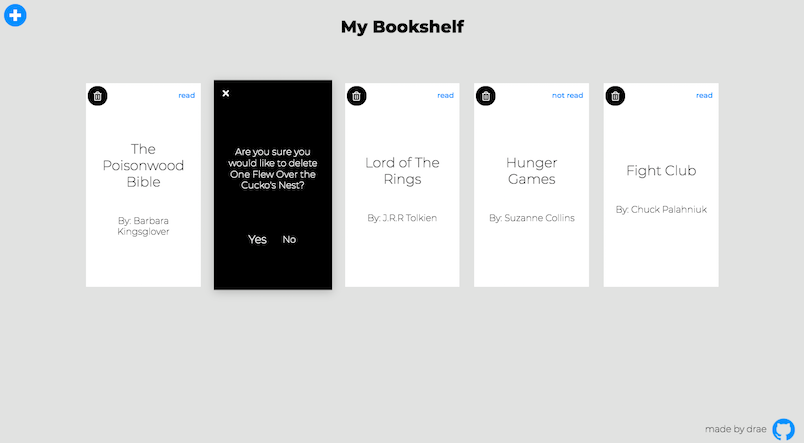 My Bookshelf
read
The
Poisonwood
Bible
By: Barbara
Kingsglover
Are you sure you
would like to delete
One Flew Over the
Cucko's Nest?
Yes No
read
Lord of The
Rings
By: J.R.R Tolkien
not read
Hunger
Games
By: Suzanne Collins
read
Fight Club
By: Chuck Palahniuk
made by drae